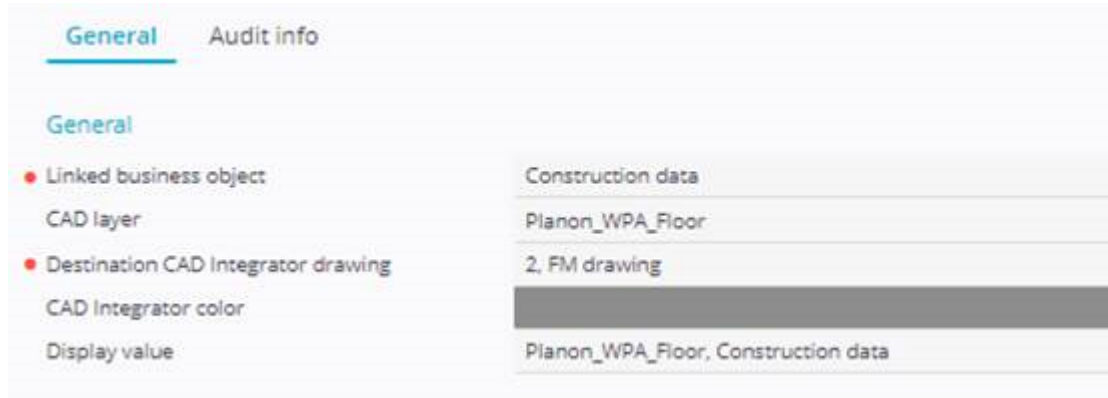 General Audit info
General
Linked business object Construction data
CAD layer Planon_WPA_Floor
Destination CAD Integrator drawing 2, FM drawing
CAD Integrator color
Display value Planon_WPA_Floor, Construction data